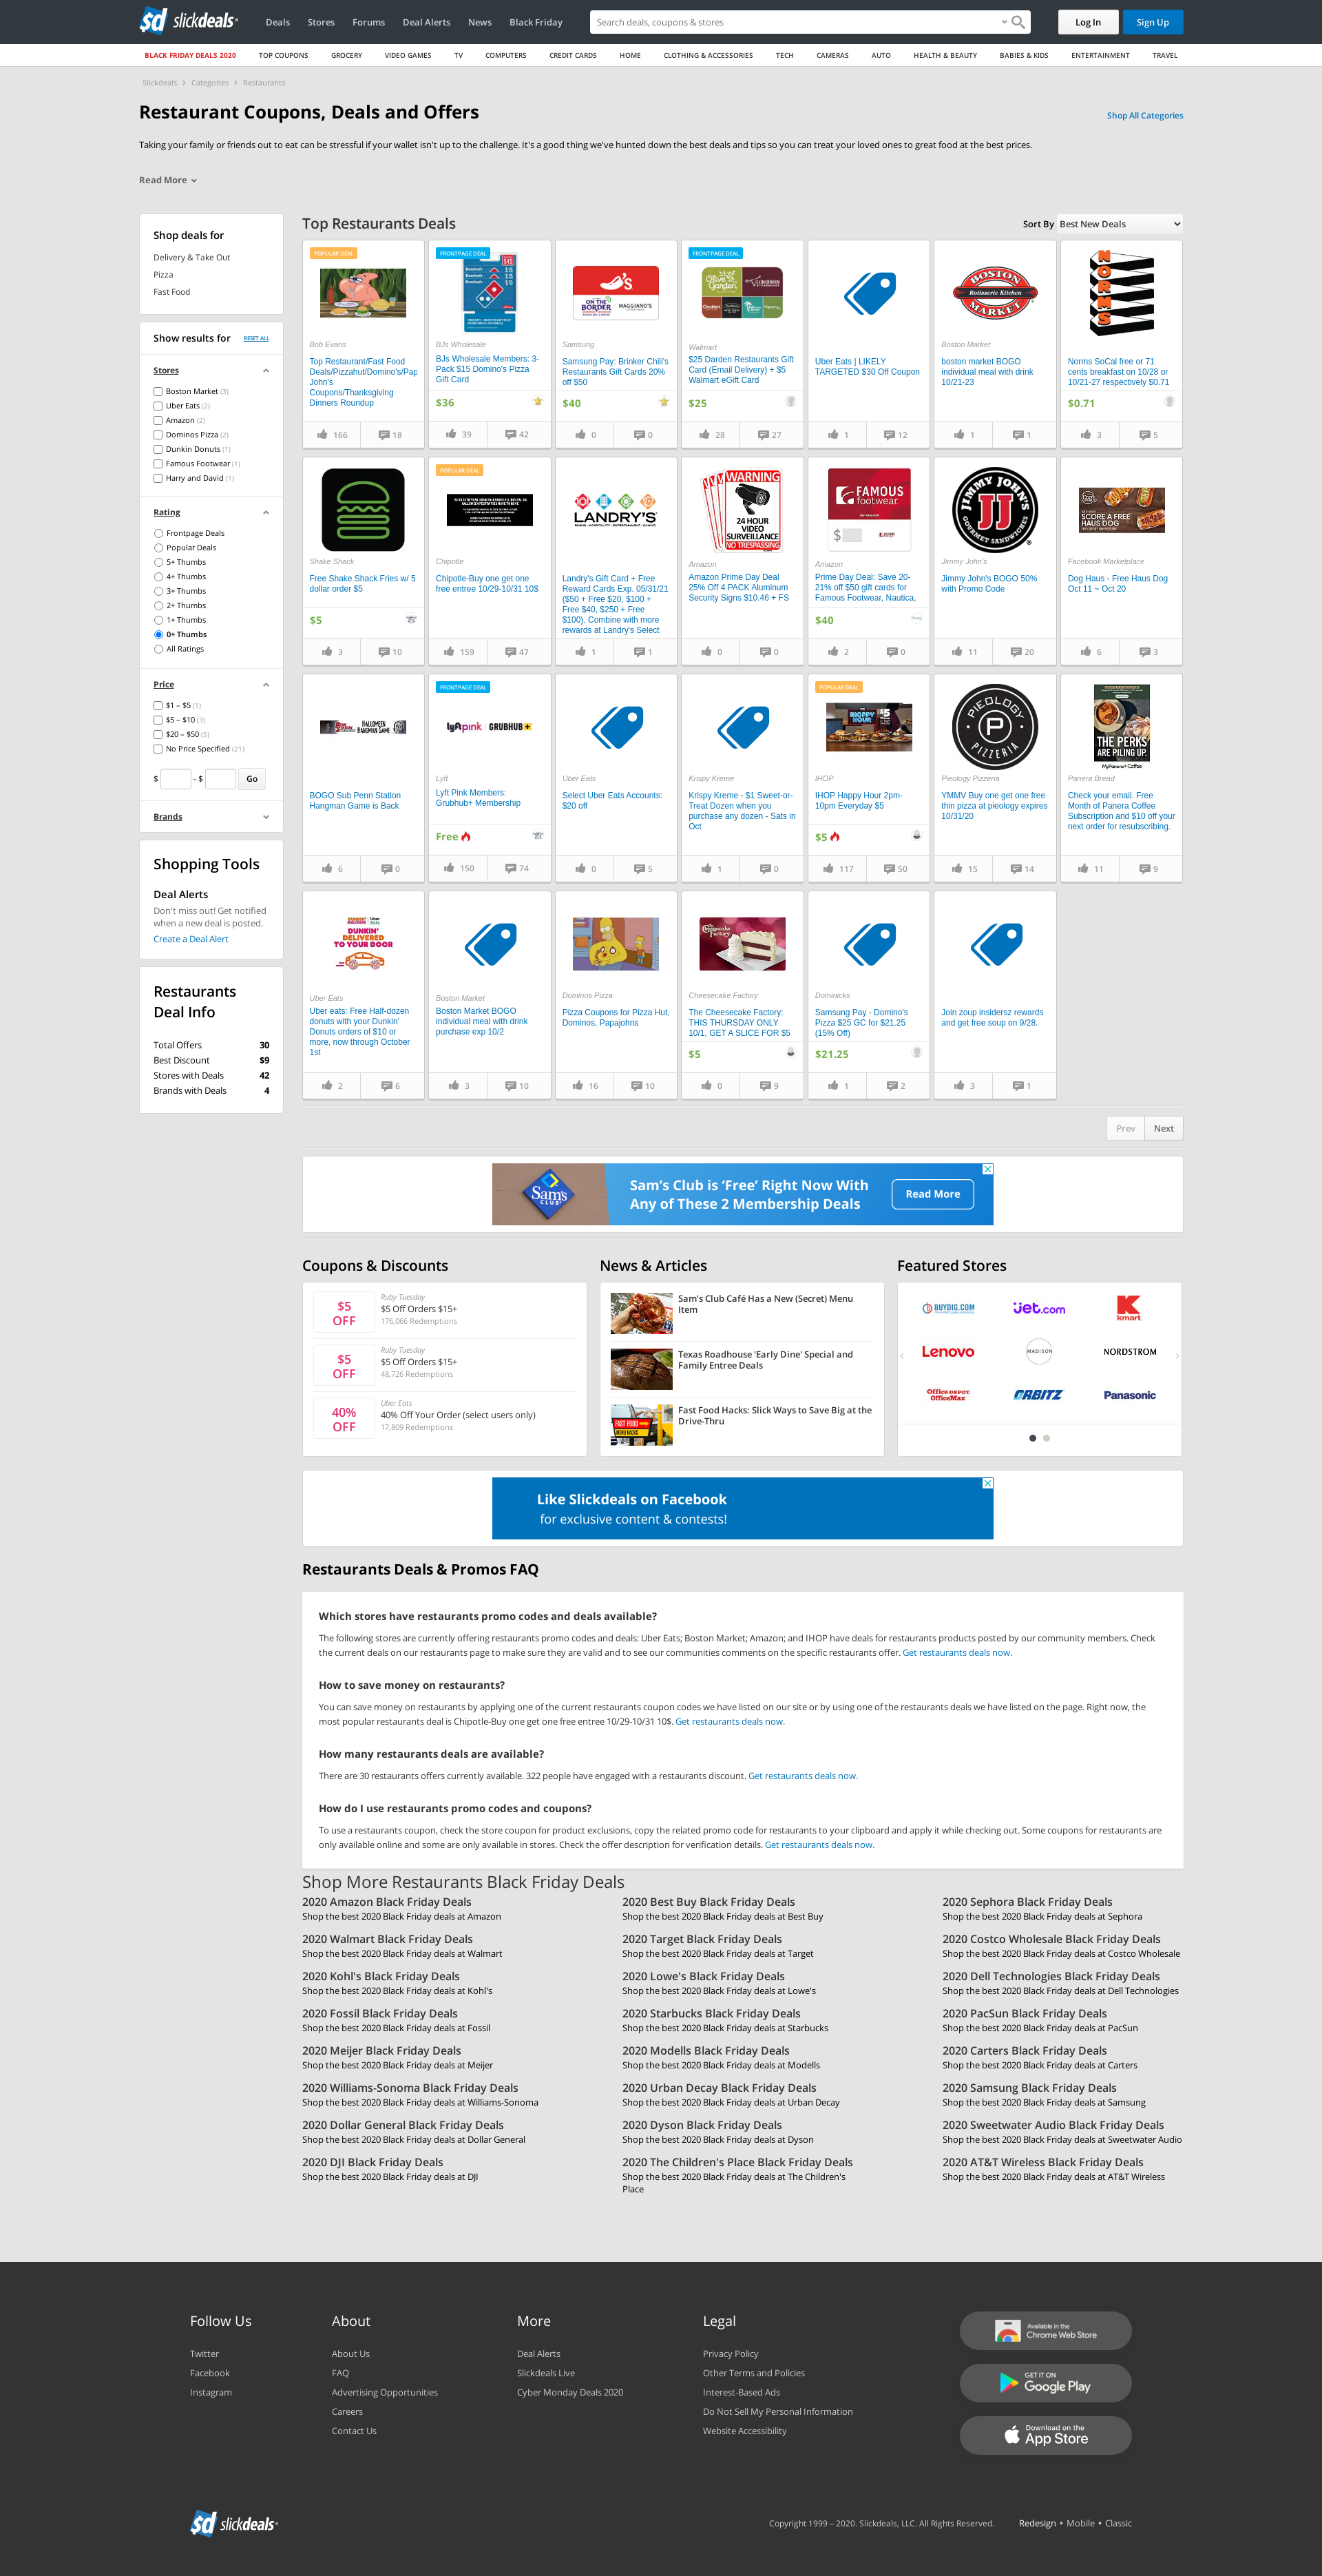 slickdeals
Deals
Stores
Forums
Deal Alerts
News
Black Friday
Search deals, coupons & stores
Log In
Sign Up
BLACK FRIDAY DEALS 2020
TOP COUPONS
GROCERY
VIDEO GAMES
TV
COMPUTERS
CREDIT CARDS
HOME
CLOTHING & ACCESSORIES
TECH
CAMERAS
AUTO
HEALTH & BEAUTY
BABIES & KIDS
ENTERTAINMENT
TRAVEL
Slickdeals › Categories › Restaurants
Restaurant Coupons, Deals and Offers
Shop All Categories
Taking your family or friends out to eat can be stressful if your wallet isn't up to the challenge. It's a good thing we've hunted down the best deals and tips so you can treat your loved ones to great food at the best prices.
Read More
Shop deals for
Delivery & Take Out
Pizza
Fast Food
Show results for
RESET ALL
Stores
Boston Market (3)
Uber Eats (2)
Amazon (2)
Dominos Pizza (2)
Dunkin Donuts (1)
Famous Footwear (1)
Harry and David (1)
Rating
Frontpage Deals
Popular Deals
5+ Thumbs
4+ Thumbs
3+ Thumbs
2+ Thumbs
1+ Thumbs
0+ Thumbs
All Ratings
Price
$1 – $5 (1)
$5 – $10 (3)
$20 – $50 (5)
No Price Specified (21)
$ - $ Go
Brands
Shopping Tools
Deal Alerts
Don't miss out! Get notified
when a new deal is posted.
Create a Deal Alert
Restaurants
Deal Info
Total Offers 30
Best Discount $9
Stores with Deals 42
Brands with Deals 4
Top Restaurants Deals
Sort By Best New Deals
POPULAR DEAL
Bob Evans
Top Restaurant/Fast Food
Deals/Pizzahut/Domino's/Pap
John's
Coupons/Thanksgiving
Dinners Roundup
166 18
FRONTPAGE DEAL
BJs Wholesale
BJs Wholesale Members: 3-
Pack $15 Domino's Pizza
Gift Card
$36
39 42
ON THE BORDER
MAGGIANO'S
Samsung
Samsung Pay: Brinker Chili's
Restaurants Gift Cards 20%
off $50
$40
0 0
FRONTPAGE DEAL
Olive Garden
Walmart
$25 Darden Restaurants Gift
Card (Email Delivery) + $5
Walmart eGift Card
$25
28 27
Uber Eats | LIKELY
TARGETED $30 Off Coupon
1 12
BOSTON
Rotisserie Kitchen
MARKET
Boston Market
boston market BOGO
individual meal with drink
10/21-23
1 1
NORMS
Norms SoCal free or 71
cents breakfast on 10/28 or
10/21-27 respectively $0.71
$0.71
3 5
Shake Shack
Free Shake Shack Fries w/ 5
dollar order $5
$5
3 10
POPULAR DEAL
Chipotle
Chipotle-Buy one get one
free entree 10/29-10/31 10$
159 47
LANDRY'S
Landry's Gift Card + Free
Reward Cards Exp. 05/31/21
($50 + Free $20, $100 +
Free $40, $250 + Free
$100). Combine with more
rewards at Landry's Select
1 1
WARNING
24 HOUR
VIDEO
SURVEILLANCE
NO TRESPASSING
Amazon
Amazon Prime Day Deal
25% Off 4 PACK Aluminum
Security Signs $10.46 + FS
0 0
FAMOUS
footwear
$
Amazon
Prime Day Deal: Save 20-
21% off $50 gift cards for
Famous Footwear, Nautica,
$40
2 0
JIMMY JOHN'S
JJ
GOURMET SANDWICHES
Jimmy John's
Jimmy John's BOGO 50%
with Promo Code
11 20
SCORE A FREE
HAUS DOG
Facebook Marketplace
Dog Haus - Free Haus Dog
Oct 11 ~ Oct 20
6 3
HALLOWEEN
HANGMAN GAME
BOGO Sub Penn Station
Hangman Game is Back
6 0
FRONTPAGE DEAL
lyft pink GRUBHUB+
Lyft
Lyft Pink Members:
Grubhub+ Membership
Free
150 74
Uber Eats
Select Uber Eats Accounts:
$20 off
0 5
Krispy Kreme
Krispy Kreme - $1 Sweet-or-
Treat Dozen when you
purchase any dozen - Sats in
Oct
1 0
POPULAR DEAL
HOPPY
HOUR
$5
IHOP
IHOP Happy Hour 2pm-
10pm Everyday $5
$5
117 50
PIEOLOGY
P
PIZZERIA
Pieology Pizzeria
YMMV Buy one get one free
thin pizza at pieology expires
10/31/20
15 14
THE PERKS
ARE PILING UP.
MyPanera+ Coffee
Panera Bread
Check your email. Free
Month of Panera Coffee
Subscription and $10 off your
next order for resubscribing.
11 9
DUNKIN' Uber Eats
DUNKIN'
DELIVERED
TO YOUR DOOR
Uber Eats
Uber eats: Free Half-dozen
donuts with your Dunkin'
Donuts orders of $10 or
more, now through October
1st
2 6
Boston Market
Boston Market BOGO
individual meal with drink
purchase exp 10/2
3 10
Dominos Pizza
Pizza Coupons for Pizza Hut,
Dominos, Papajohns
16 10
Cheesecake Factory
Cheesecake Factory
The Cheesecake Factory:
THIS THURSDAY ONLY
10/1, GET A SLICE FOR $5
$5
0 9
Dominicks
Samsung Pay - Domino's
Pizza $25 GC for $21.25
(15% Off)
$21.25
1 2
Join zoup insidersz rewards
and get free soup on 9/28.
3 1
Prev Next
Sam's CLUB
Sam's Club is 'Free' Right Now With
Any of These 2 Membership Deals
Read More
Coupons & Discounts
$5 OFF
Ruby Tuesday
$5 Off Orders $15+
176,066 Redemptions
$5 OFF
Ruby Tuesday
$5 Off Orders $15+
48,726 Redemptions
40% OFF
Uber Eats
40% Off Your Order (select users only)
17,809 Redemptions
News & Articles
Sam's Club Café Has a New (Secret) Menu
Item
Texas Roadhouse 'Early Dine' Special and
Family Entree Deals
FAST FOOD
MENU HACKS
Fast Food Hacks: Slick Ways to Save Big at the
Drive-Thru
Featured Stores
BUYDIG.COM
jet.com
kmart
Lenovo
MADISON
NORDSTROM
Office DEPOT
OfficeMax
ORBITZ
Panasonic
Like Slickdeals on Facebook
for exclusive content & contests!
Restaurants Deals & Promos FAQ
Which stores have restaurants promo codes and deals available?
The following stores are currently offering restaurants promo codes and deals: Uber Eats; Boston Market; Amazon; and IHOP have deals for restaurants products posted by our community members. Check
the current deals on our restaurants page to make sure they are valid and to see our communities comments on the specific restaurants offer. Get restaurants deals now.
How to save money on restaurants?
You can save money on restaurants by applying one of the current restaurants coupon codes we have listed on our site or by using one of the restaurants deals we have listed on the page. Right now, the
most popular restaurants deal is Chipotle-Buy one get one free entree 10/29-10/31 10$. Get restaurants deals now.
How many restaurants deals are available?
There are 30 restaurants offers currently available. 322 people have engaged with a restaurants discount. Get restaurants deals now.
How do I use restaurants promo codes and coupons?
To use a restaurants coupon, check the store coupon for product exclusions, copy the related promo code for restaurants to your clipboard and apply it while checking out. Some coupons for restaurants are
only available online and some are only available in stores. Check the offer description for verification details. Get restaurants deals now.
Shop More Restaurants Black Friday Deals
2020 Amazon Black Friday Deals
Shop the best 2020 Black Friday deals at Amazon
2020 Best Buy Black Friday Deals
Shop the best 2020 Black Friday deals at Best Buy
2020 Sephora Black Friday Deals
Shop the best 2020 Black Friday deals at Sephora
2020 Walmart Black Friday Deals
Shop the best 2020 Black Friday deals at Walmart
2020 Target Black Friday Deals
Shop the best 2020 Black Friday deals at Target
2020 Costco Wholesale Black Friday Deals
Shop the best 2020 Black Friday deals at Costco Wholesale
2020 Kohl's Black Friday Deals
Shop the best 2020 Black Friday deals at Kohl's
2020 Lowe's Black Friday Deals
Shop the best 2020 Black Friday deals at Lowe's
2020 Dell Technologies Black Friday Deals
Shop the best 2020 Black Friday deals at Dell Technologies
2020 Fossil Black Friday Deals
Shop the best 2020 Black Friday deals at Fossil
2020 Starbucks Black Friday Deals
Shop the best 2020 Black Friday deals at Starbucks
2020 PacSun Black Friday Deals
Shop the best 2020 Black Friday deals at PacSun
2020 Meijer Black Friday Deals
Shop the best 2020 Black Friday deals at Meijer
2020 Modells Black Friday Deals
Shop the best 2020 Black Friday deals at Modells
2020 Carters Black Friday Deals
Shop the best 2020 Black Friday deals at Carters
2020 Williams-Sonoma Black Friday Deals
Shop the best 2020 Black Friday deals at Williams-Sonoma
2020 Urban Decay Black Friday Deals
Shop the best 2020 Black Friday deals at Urban Decay
2020 Samsung Black Friday Deals
Shop the best 2020 Black Friday deals at Samsung
2020 Dollar General Black Friday Deals
Shop the best 2020 Black Friday deals at Dollar General
2020 Dyson Black Friday Deals
Shop the best 2020 Black Friday deals at Dyson
2020 Sweetwater Audio Black Friday Deals
Shop the best 2020 Black Friday deals at Sweetwater Audio
2020 DJI Black Friday Deals
Shop the best 2020 Black Friday deals at DJI
2020 The Children's Place Black Friday Deals
Shop the best 2020 Black Friday deals at The Children's
Place
2020 AT&T Wireless Black Friday Deals
Shop the best 2020 Black Friday deals at AT&T Wireless
Follow Us
Twitter
Facebook
Instagram
About
About Us
FAQ
Advertising Opportunities
Careers
Contact Us
More
Deal Alerts
Slickdeals Live
Cyber Monday Deals 2020
Legal
Privacy Policy
Other Terms and Policies
Interest-Based Ads
Do Not Sell My Personal Information
Website Accessibility
Available in the
Chrome Web Store
GET IT ON
Google Play
Download on the
App Store
slickdeals
Copyright 1999 – 2020. Slickdeals, LLC. All Rights Reserved.
Redesign • Mobile • Classic